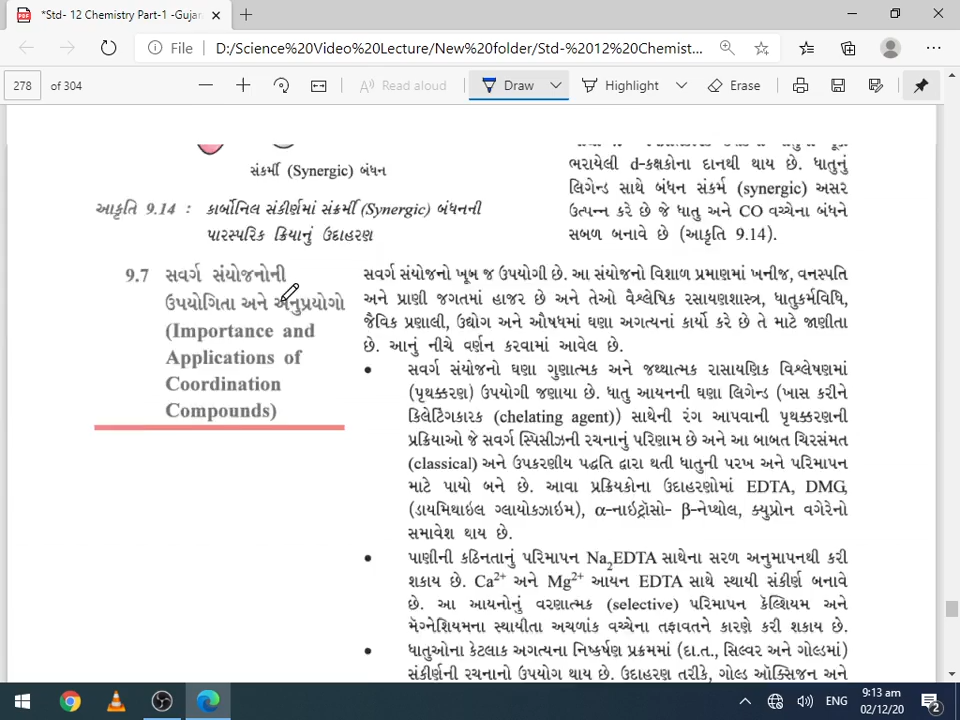 *Std- 12 Chemistry Part-1 -Gujar
File
D:/Science%20Video%20Lecture/New%20folder/Std-%2012%20Chemist...
278 of 304
Read aloud
Draw
Highlight
Erase
સંકર્મી (Synergic) બંધન
આકૃતિ 9.14 : કાર્બોનિલ સંકીર્ણમાં સંક્રર્મી (Synergic) બંધનની
પારસ્પરિક ક્રિયાનું ઉદાહરણ
ભરાયેલી d-કક્ષકોના દાનથી થાય છે. ધાતુનું
લિગેન્ડ સાથે બંધન સંકર્મ (synergic) અસર
ઉત્પન્ન કરે છે જે ધાતુ અને CO વચ્ચેના બંધને
સબળ બનાવે છે (આકૃતિ 9.14).
9.7 સવર્ગ સંયોજનોની
ઉપયોગિતા અને અનુપ્રયોગો
(Importance and
Applications of
Coordination
Compounds)
સવર્ગ સંયોજનો ખૂબ જ ઉપયોગી છે. આ સંયોજનો વિશાળ પ્રમાણમાં ખનીજ, વનસ્પતિ
અને પ્રાણી જગતમાં હાજર છે અને તેઓ વૈશ્લેષિક રસાયણશાસ્ત્ર, ધાતુકર્મવિધિ,
જૈવિક પ્રણાલી, ઉદ્યોગ અને ઔષધમાં ઘણા અગત્યનાં કાર્યો કરે છે તે માટે જાણીતા
છે. આનું નીચે વર્ણન કરવામાં આવેલ છે.
• સવર્ગ સંયોજનો ઘણા ગુણાત્મક અને જથ્થાત્મક રાસાયણિક વિશ્લેષણમાં
(પૃથક્કરણ) ઉપયોગી જણાયા છે. ધાતુ આયનની ઘણા લિગેન્ડ (ખાસ કરીને
કિલેટિંગકારક (chelating agent)) સાથેની રંગ આપવાની પૃથક્કરણની
પ્રક્રિયાઓ જે સવર્ગ સ્પિસીઝની રચનાનું પરિણામ છે અને આ બાબત ચિરસંમત
(classical) અને ઉપકરણીય પદ્ધતિ દ્વારા થતી ધાતુની પરખ અને પરિમાપન
માટે પાયો બને છે. આવા પ્રક્રિયકોના ઉદાહરણોમાં EDTA, DMG,
(ડાયમિથાઇલ ગ્લાયોકઝાઇમ), α-નાઇટ્રૉસો- β-નેપ્થોલ, ક્યુપ્રોન વગેરેનો
સમાવેશ થાય છે.
• પાણીની કઠિનતાનું પરિમાપન Na₂EDTA સાથેના સરળ અનુમાપનથી કરી
શકાય છે. Ca²⁺ અને Mg²⁺ આયન EDTA સાથે સ્થાયી સંકીર્ણ બનાવે
છે. આ આયનોનું વરણાત્મક (selective) પરિમાપન કૅલ્શિયમ અને
મૅગ્નેશિયમના સ્થાયીતા અચળાંક વચ્ચેના તફાવતને કારણે કરી શકાય છે.
• ધાતુઓના કેટલાક અગત્યના નિષ્કર્ષણ પ્રક્રમમાં (દા.ત., સિલ્વર અને ગોલ્ડમાં)
સંકીર્ણની રચનાનો ઉપયોગ થાય છે. ઉદાહરણ તરીકે, ગોલ્ડ ઑક્સિજન અને
ENG
9:13 am
02/12/20
2